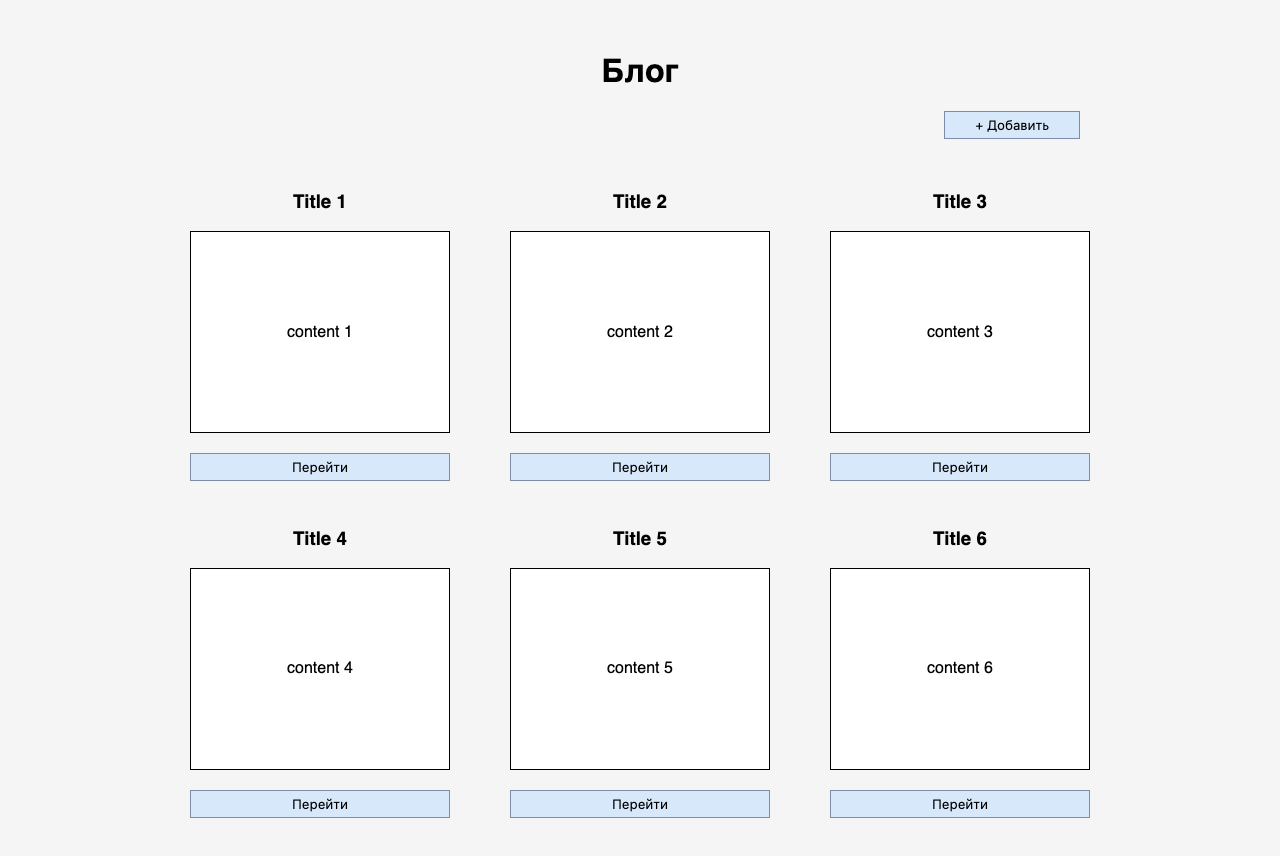 Блог
+ Добавить
Title 1
Title 2
Title 3
content 1
content 2
content 3
Перейти
Перейти
Перейти
Title 4
Title 5
Title 6
content 4
content 5
content 6
Перейти
Перейти
Перейти